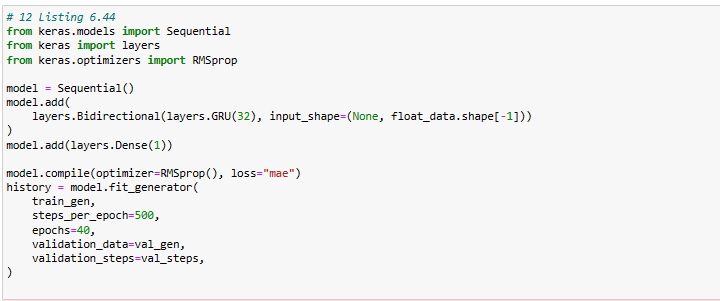 # 12 Listing 6.44
from keras.models import Sequential
from keras import layers
from keras.optimizers import RMSprop

model = Sequential()
model.add(
    layers.Bidirectional(layers.GRU(32), input_shape=(None, float_data.shape[-1]))
)
model.add(layers.Dense(1))

model.compile(optimizer=RMSprop(), loss="mae")
history = model.fit_generator(
    train_gen,
    steps_per_epoch=500,
    epochs=40,
    validation_data=val_gen,
    validation_steps=val_steps,
)